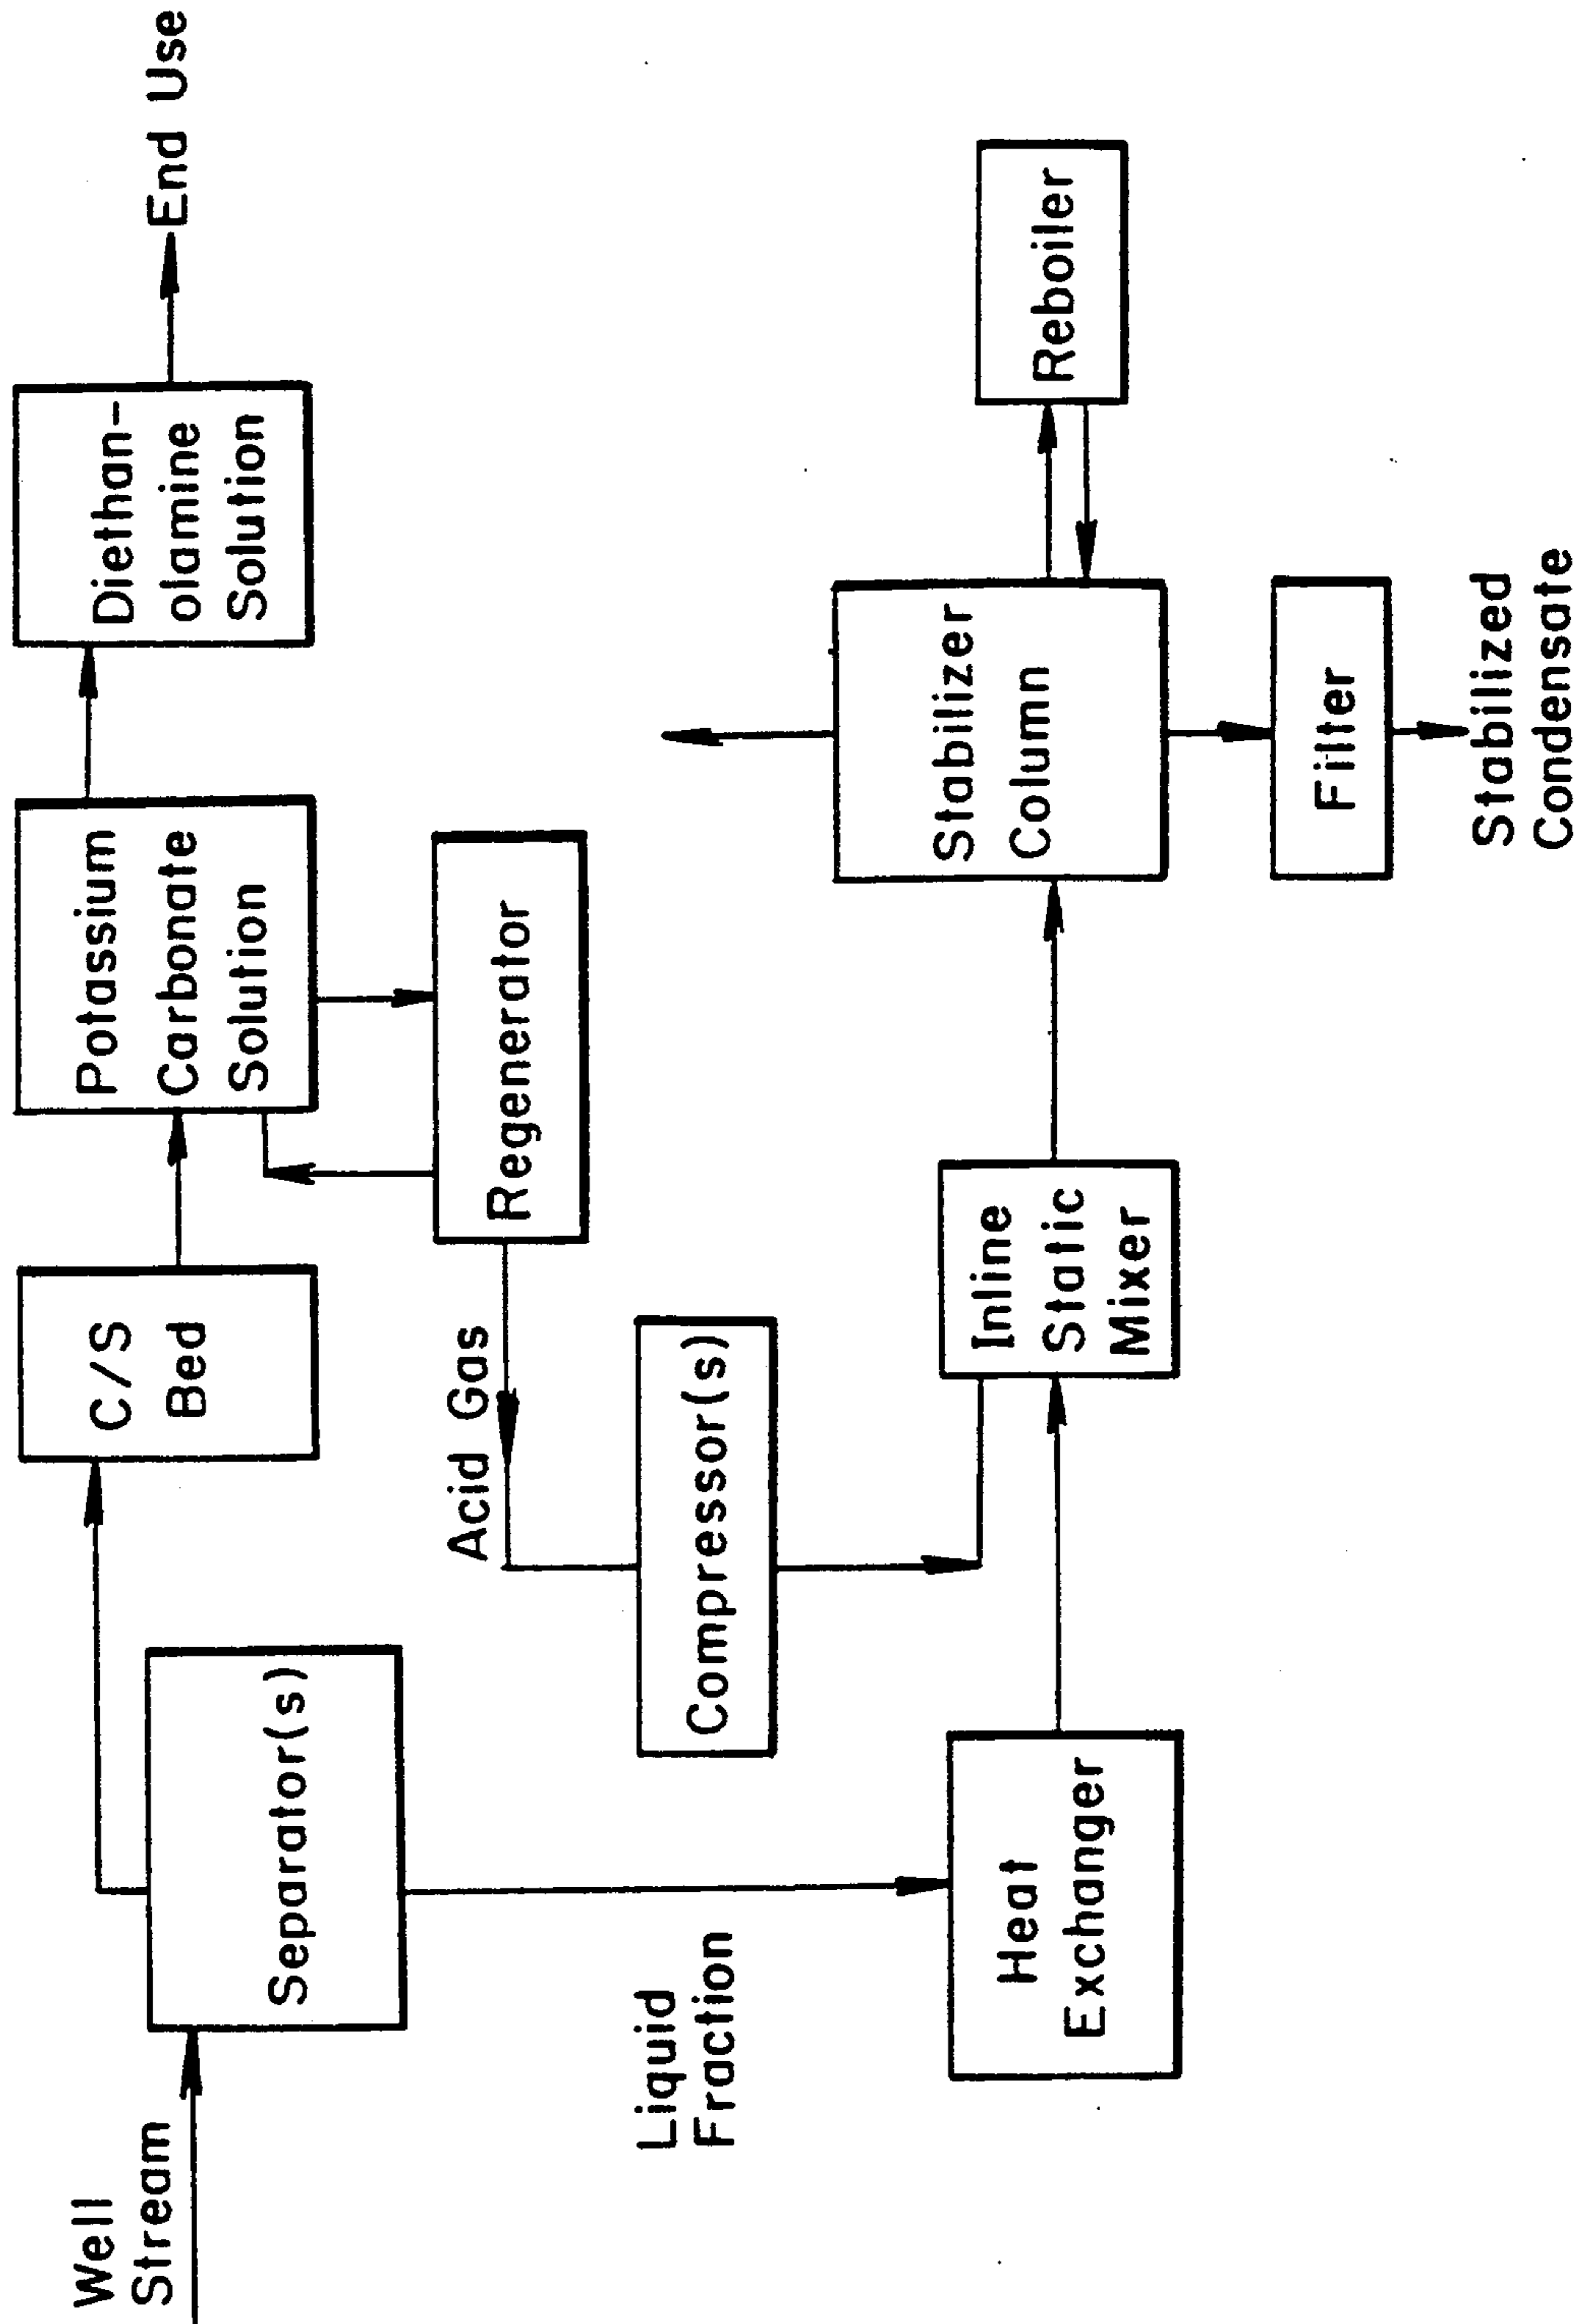 Well
Stream
Separator(s)
C/S
Bed
Potassium
Carbonate
Solution
Diethan-
olamine
Solution
End Use
Regenerator
Acid Gas
Compressor(s)
Liquid
Fraction
Heat
Exchanger
Inline
Static
Mixer
Stabilizer
Column
Reboiler
Filter
Stabilized
Condensate